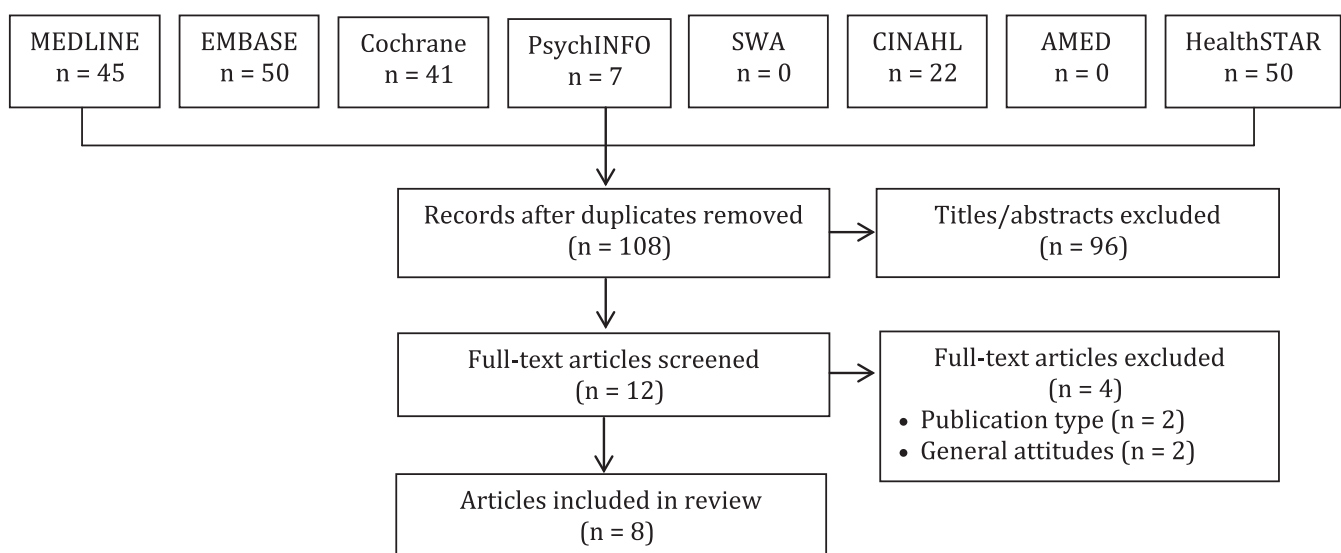 MEDLINE
n = 45
EMBASE
n = 50
Cochrane
n = 41
PsychINFO
n = 7
SWA
n = 0
CINAHL
n = 22
AMED
n = 0
HealthSTAR
n = 50
Records after duplicates removed
(n = 108)
Titles/abstracts excluded
(n = 96)
Full-text articles screened
(n = 12)
Full-text articles excluded
(n = 4)
• Publication type (n = 2)
• General attitudes (n = 2)
Articles included in review
(n = 8)